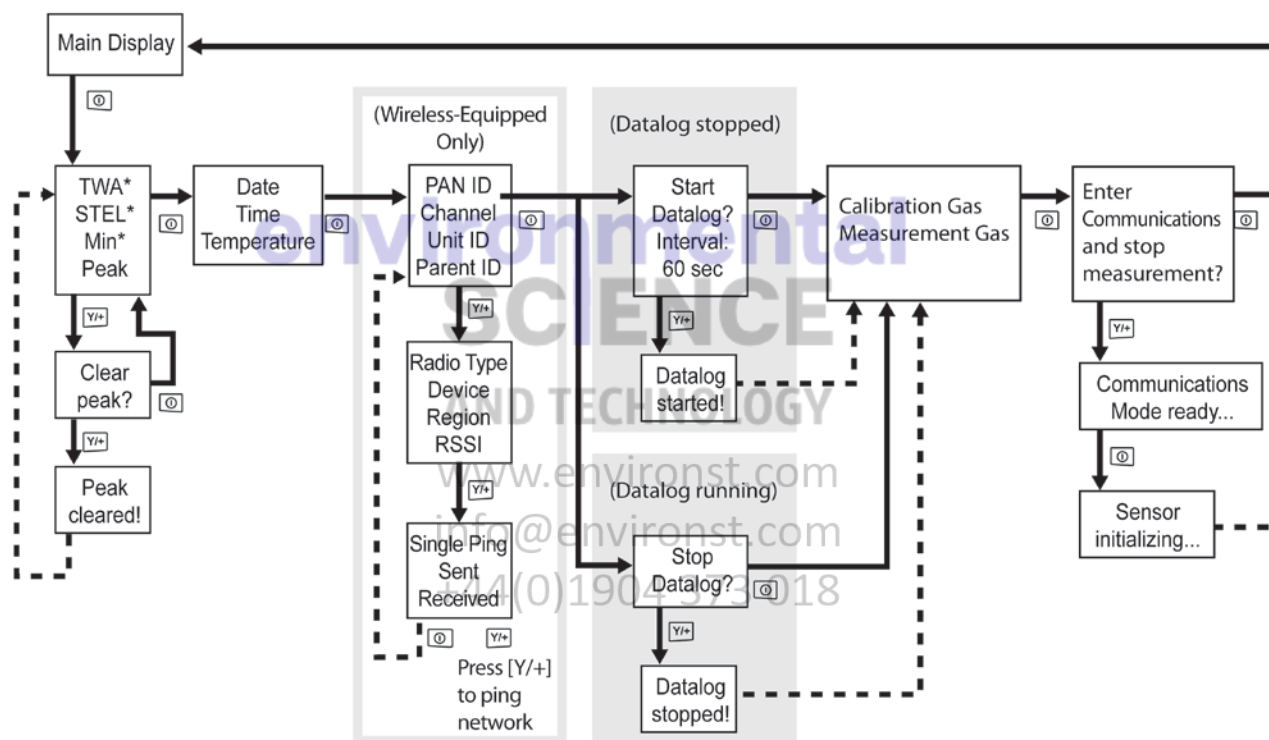 Main Display
TWA*
STEL*
Min*
Peak
Y/+
Clear
peak?
Y/+
Peak
cleared!
Date
Time
Temperature
(Wireless-Equipped
Only)
PAN ID
Channel
Unit ID
Parent ID
Y/+
Radio Type
Device
Region
RSSI
Y/+
Single Ping
Sent
Received
Y/+
Press [Y/+]
to ping
network
(Datalog stopped)
Start
Datalog?
Interval:
60 sec
Y/+
Datalog
started!
(Datalog running)
Stop
Datalog?
Y/+
Datalog
stopped!
Calibration Gas
Measurement Gas
Enter
Communications
and stop
measurement?
Y/+
Communications
Mode ready...
Sensor
initializing...
environmental
SCIENCE
AND TECHNOLOGY
www.environst.com
info@environst.com
+44(0)1904 373 018